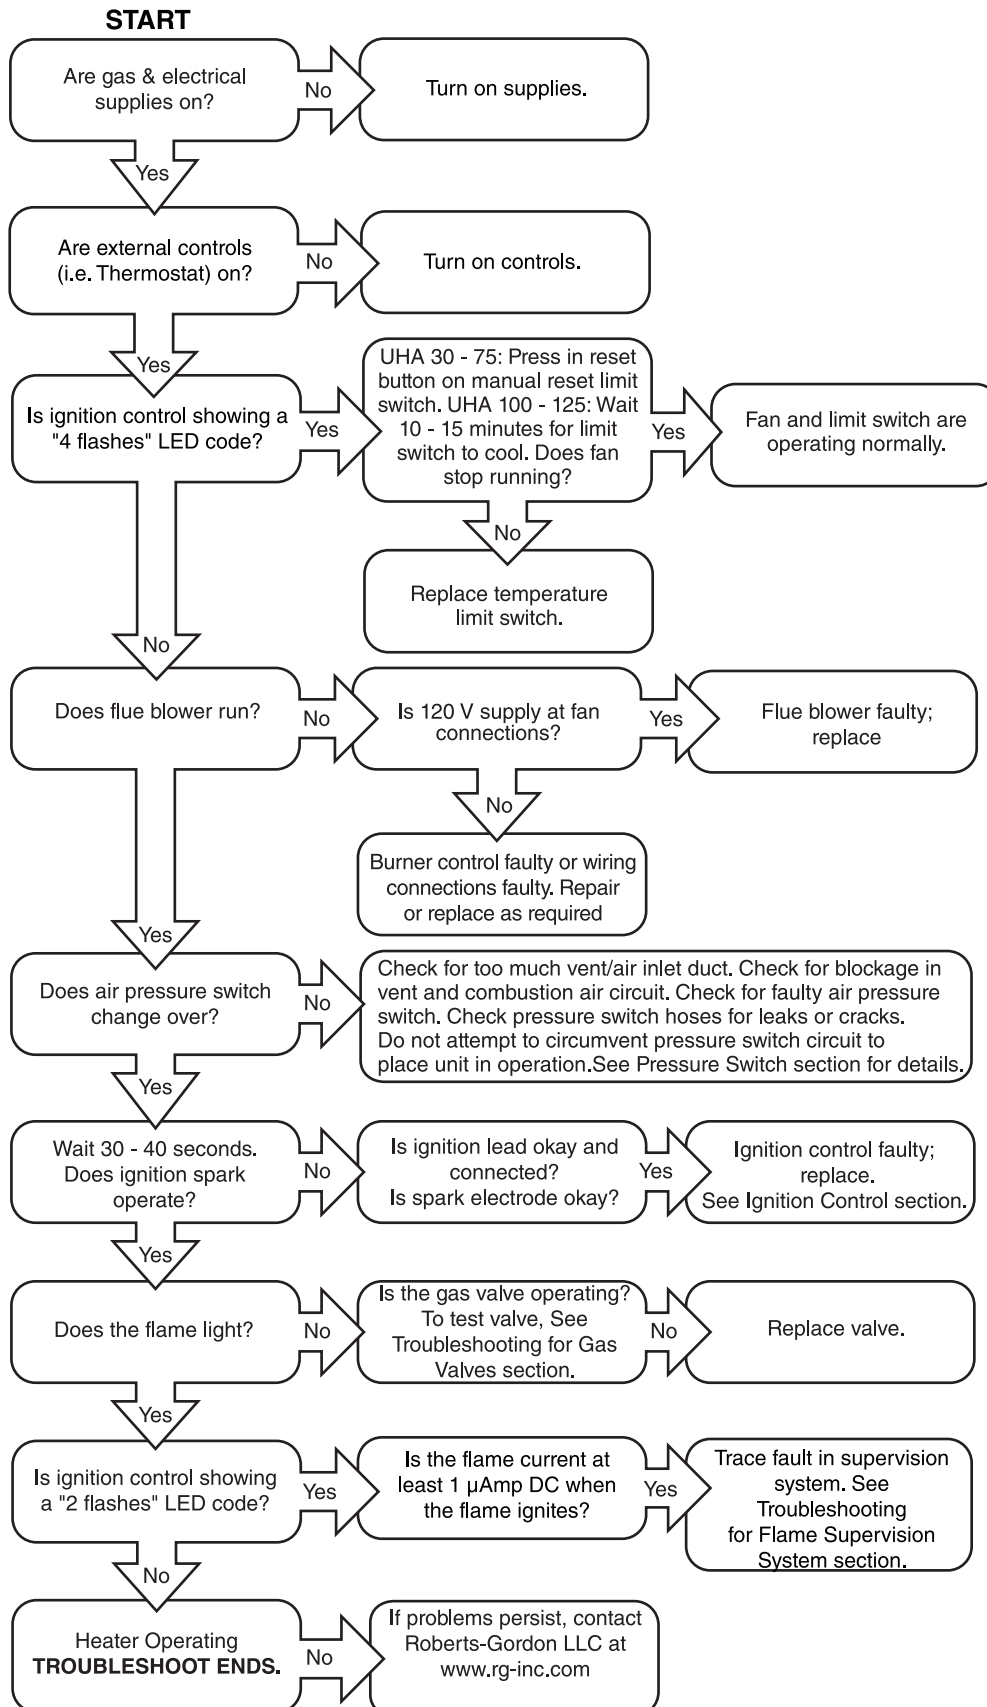 START
Are gas & electrical
supplies on?
No
Turn on supplies.
Yes
Are external controls
(i.e. Thermostat) on?
No
Turn on controls.
Yes
Is ignition control showing a
"4 flashes" LED code?
Yes
UHA 30 - 75: Press in reset
button on manual reset limit
switch. UHA 100 - 125: Wait
10 - 15 minutes for limit
switch to cool. Does fan
stop running?
Yes
Fan and limit switch are
operating normally.
No
Replace temperature
limit switch.
No
Does flue blower run?
No
Is 120 V supply at fan
connections?
Yes
Flue blower faulty;
replace
No
Burner control faulty or wiring
connections faulty. Repair
or replace as required
Yes
Does air pressure switch
change over?
No
Check for too much vent/air inlet duct. Check for blockage in
vent and combustion air circuit. Check for faulty air pressure
switch. Check pressure switch hoses for leaks or cracks.
Do not attempt to circumvent pressure switch circuit to
place unit in operation.See Pressure Switch section for details.
Yes
Wait 30 - 40 seconds.
Does ignition spark
operate?
No
Is ignition lead okay and
connected?
Is spark electrode okay?
Yes
Ignition control faulty;
replace.
See Ignition Control section.
Yes
Does the flame light?
No
Is the gas valve operating?
To test valve, See
Troubleshooting for Gas
Valves section.
No
Replace valve.
Yes
Is ignition control showing
a "2 flashes" LED code?
Yes
Is the flame current at
least 1 µAmp DC when
the flame ignites?
Yes
Trace fault in supervision
system. See
Troubleshooting
for Flame Supervision
System section.
No
Heater Operating
TROUBLESHOOT ENDS.
No
If problems persist, contact
Roberts-Gordon LLC at
www.rg-inc.com